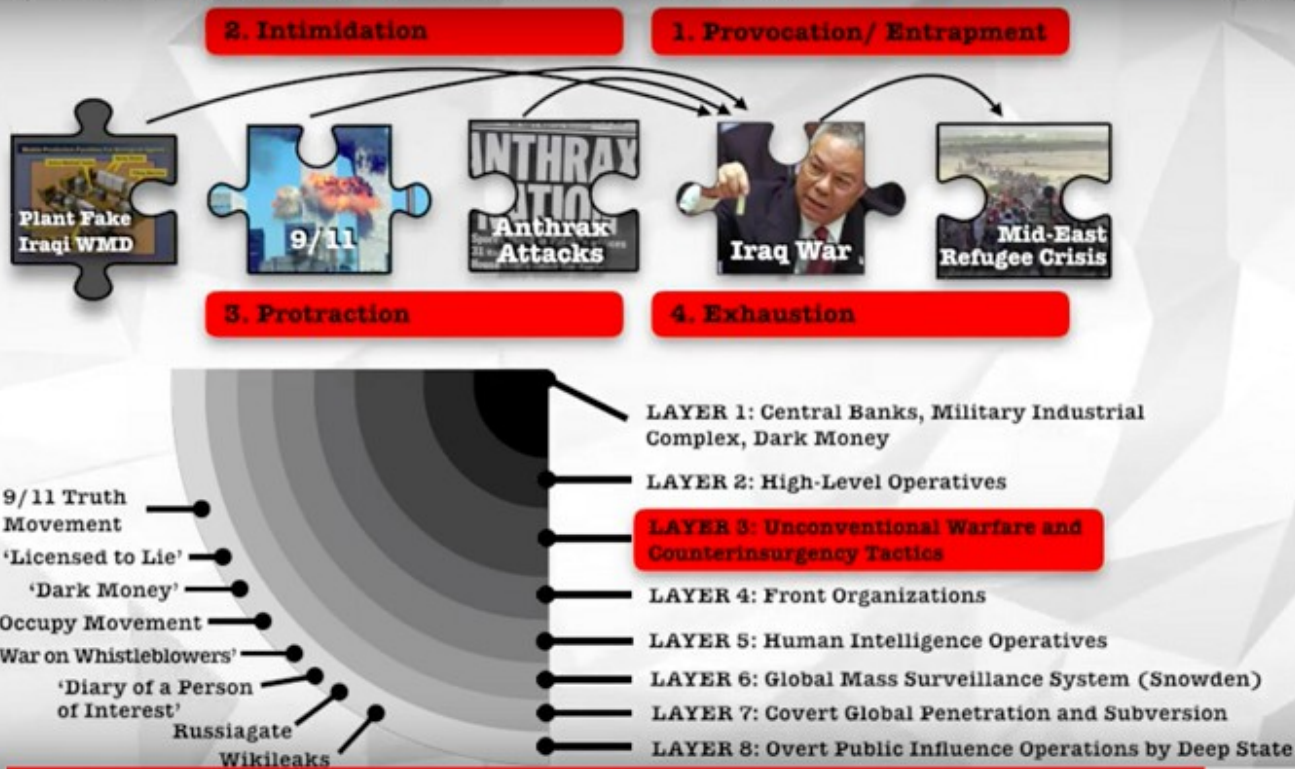 2. Intimidation
1. Provocation/ Entrapment
Plant Fake
Iraqi WMD
9/11
ANTHRAX
Anthrax
Attacks
Iraq War
Mid-East
Refugee Crisis
3. Protraction
4. Exhaustion
LAYER 1: Central Banks, Military Industrial
Complex, Dark Money
LAYER 2: High-Level Operatives
LAYER 3: Unconventional Warfare and
Counterinsurgency Tactics
LAYER 4: Front Organizations
LAYER 5: Human Intelligence Operatives
LAYER 6: Global Mass Surveillance System (Snowden)
LAYER 7: Covert Global Penetration and Subversion
LAYER 8: Overt Public Influence Operations by Deep State
9/11 Truth
Movement
‘Licensed to Lie’
‘Dark Money’
Occupy Movement
War on Whistleblowers’
‘Diary of a Person
of Interest’
Russiagate
Wikileaks